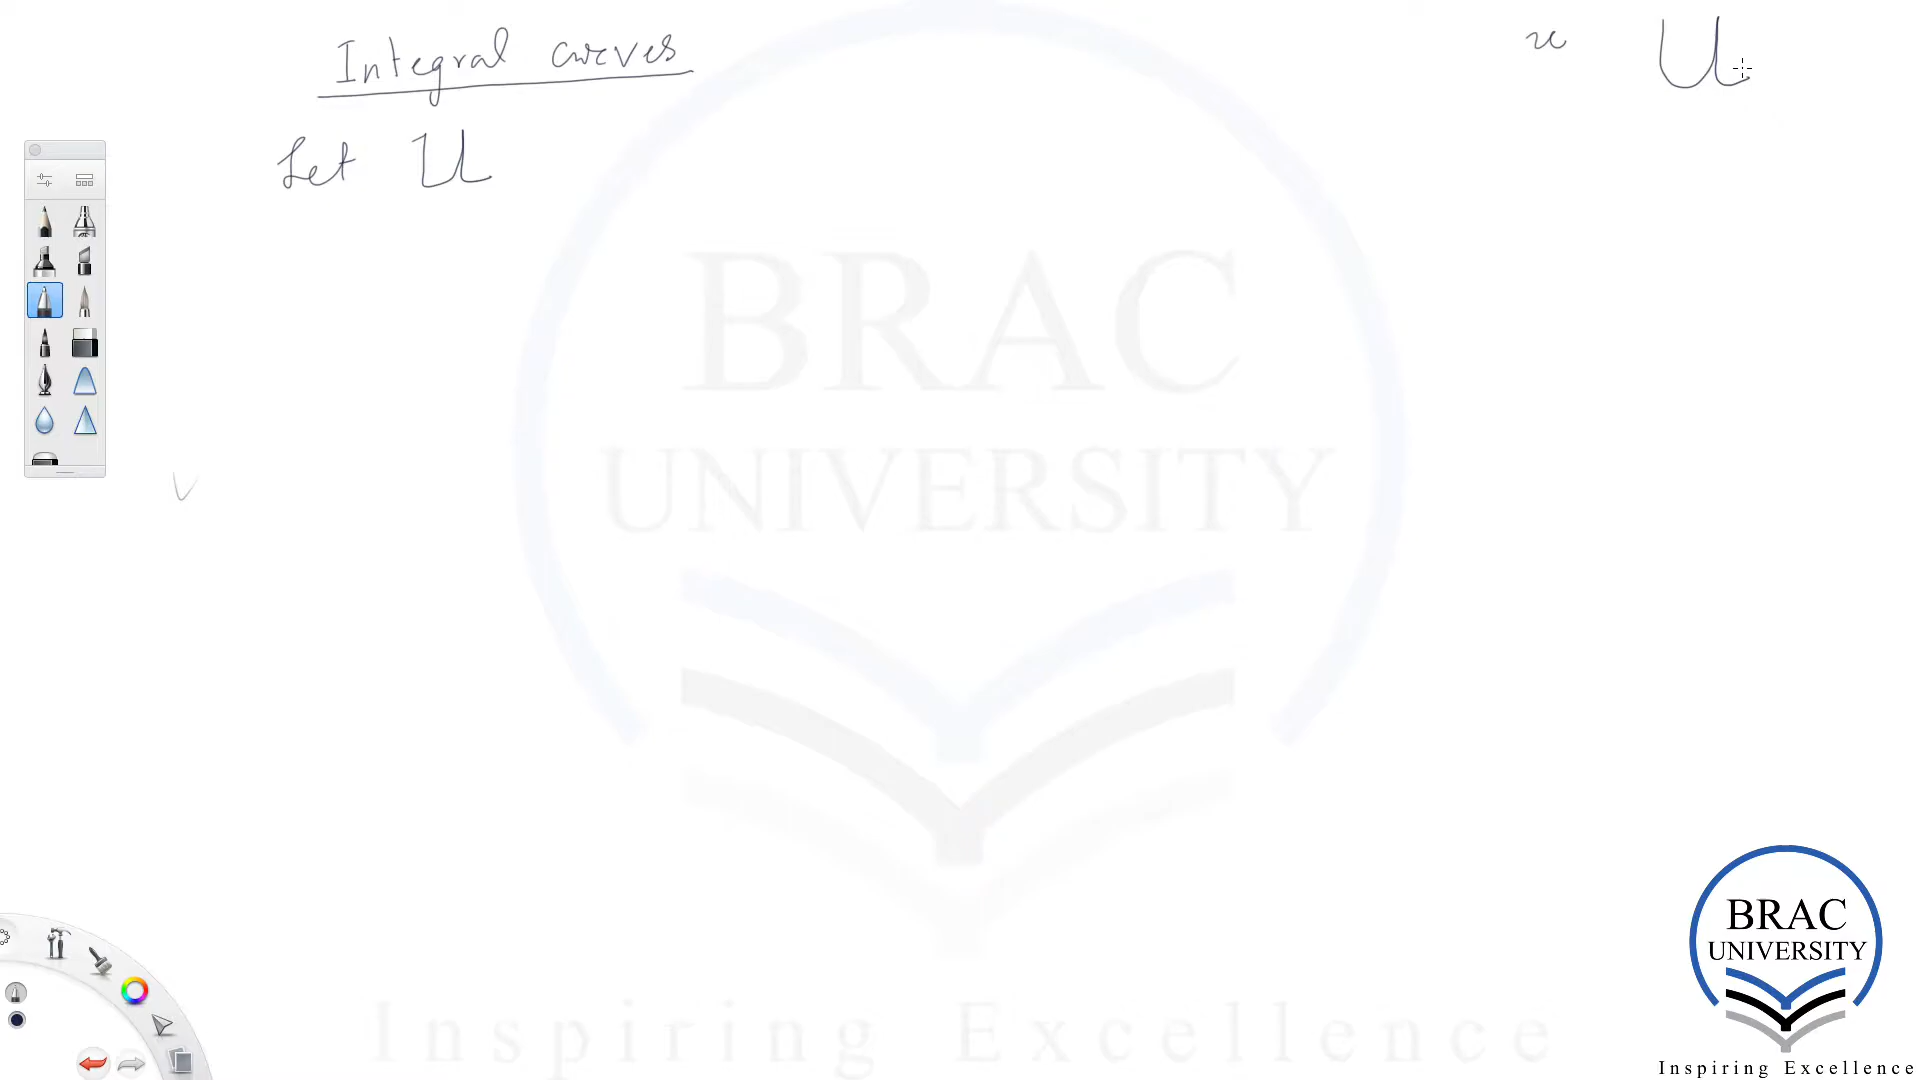 Integral curves
x U
Let U
V
BRAC
UNIVERSITY
Inspiring Excellence
BRAC
UNIVERSITY
Inspiring Excellence